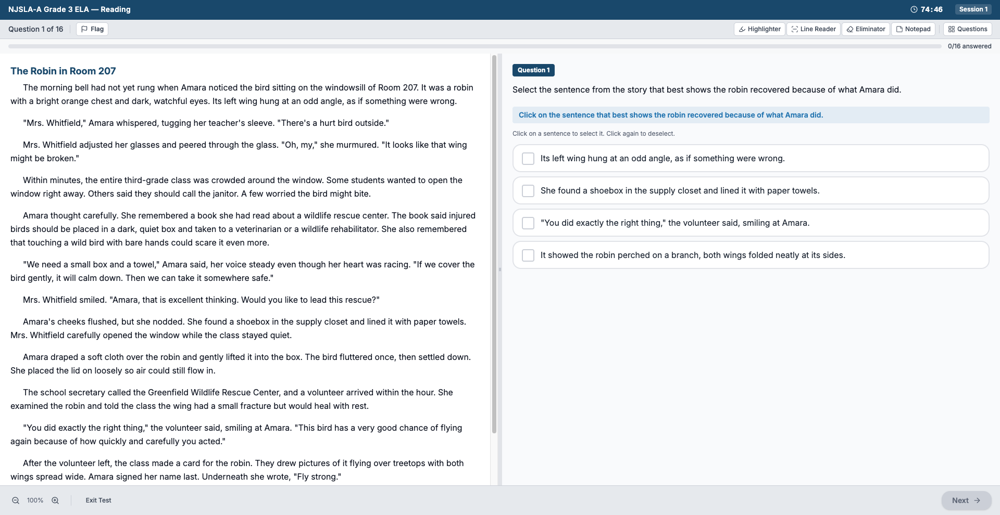 NJSLA-A Grade 3 ELA — Reading
74:46
Session 1
Question 1 of 16
Flag
Highlighter
Line Reader
Eliminator
Notepad
Questions
0/16 answered
The Robin in Room 207
The morning bell had not yet rung when Amara noticed the bird sitting on the windowsill of Room 207. It was a robin
with a bright orange chest and dark, watchful eyes. Its left wing hung at an odd angle, as if something were wrong.
"Mrs. Whitfield," Amara whispered, tugging her teacher's sleeve. "There's a hurt bird outside."
Mrs. Whitfield adjusted her glasses and peered through the glass. "Oh, my," she murmured. "It looks like that wing
might be broken."
Within minutes, the entire third-grade class was crowded around the window. Some students wanted to open the
window right away. Others said they should call the janitor. A few worried the bird might bite.
Amara thought carefully. She remembered a book she had read about a wildlife rescue center. The book said injured
birds should be placed in a dark, quiet box and taken to a veterinarian or a wildlife rehabilitator. She also remembered
that touching a wild bird with bare hands could scare it even more.
"We need a small box and a towel," Amara said, her voice steady even though her heart was racing. "If we cover the
bird gently, it will calm down. Then we can take it somewhere safe."
Mrs. Whitfield smiled. "Amara, that is excellent thinking. Would you like to lead this rescue?"
Amara's cheeks flushed, but she nodded. She found a shoebox in the supply closet and lined it with paper towels.
Mrs. Whitfield carefully opened the window while the class stayed quiet.
Amara draped a soft cloth over the robin and gently lifted it into the box. The bird fluttered once, then settled down.
She placed the lid on loosely so air could still flow in.
The school secretary called the Greenfield Wildlife Rescue Center, and a volunteer arrived within the hour. She
examined the robin and told the class the wing had a small fracture but would heal with rest.
"You did exactly the right thing," the volunteer said, smiling at Amara. "This bird has a very good chance of flying
again because of how quickly and carefully you acted."
After the volunteer left, the class made a card for the robin. They drew pictures of it flying over treetops with both
wings spread wide. Amara signed her name last. Underneath she wrote, "Fly strong."
Question 1
Select the sentence from the story that best shows the robin recovered because of what Amara did.
Click on the sentence that best shows the robin recovered because of what Amara did.
Click on a sentence to select it. Click again to deselect.
Its left wing hung at an odd angle, as if something were wrong.
She found a shoebox in the supply closet and lined it with paper towels.
"You did exactly the right thing," the volunteer said, smiling at Amara.
It showed the robin perched on a branch, both wings folded neatly at its sides.
100%
Exit Test
Next